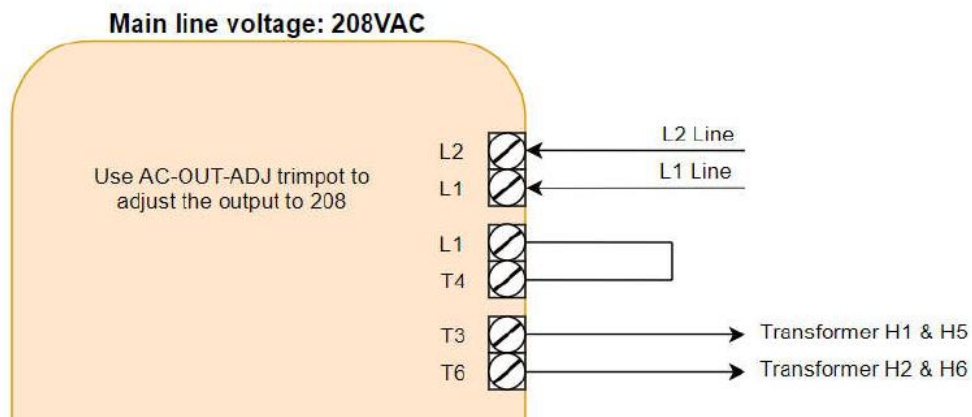 Main line voltage: 208VAC
L2 Line
L2
Use AC-OUT-ADJ trimpot to
adjust the output to 208
L1 Line
L1
L1
T4
T3
Transformer H1 & H5
T6
Transformer H2 & H6